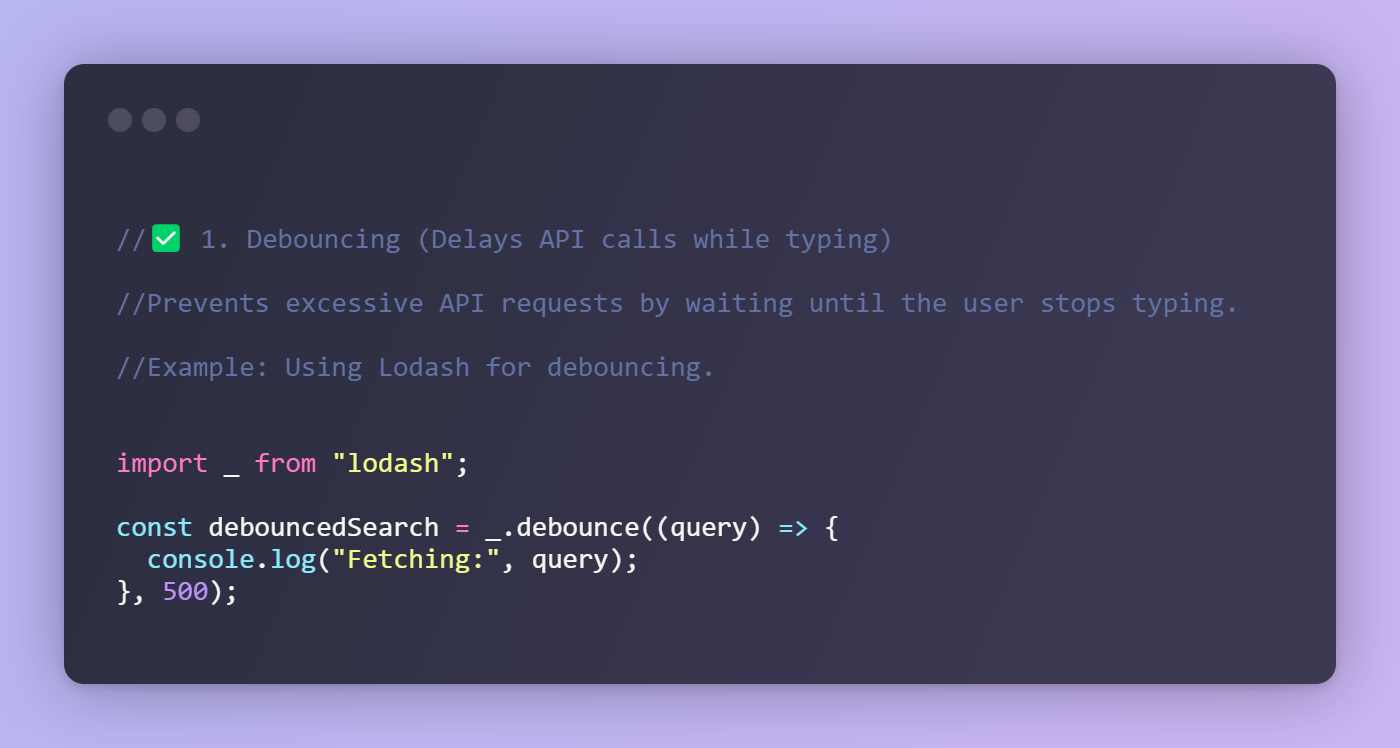 //✅ 1. Debouncing (Delays API calls while typing)
//Prevents excessive API requests by waiting until the user stops typing.
//Example: Using Lodash for debouncing.
import _ from "lodash";
const debouncedSearch = _.debounce((query) => {
  console.log("Fetching:", query);
}, 500);